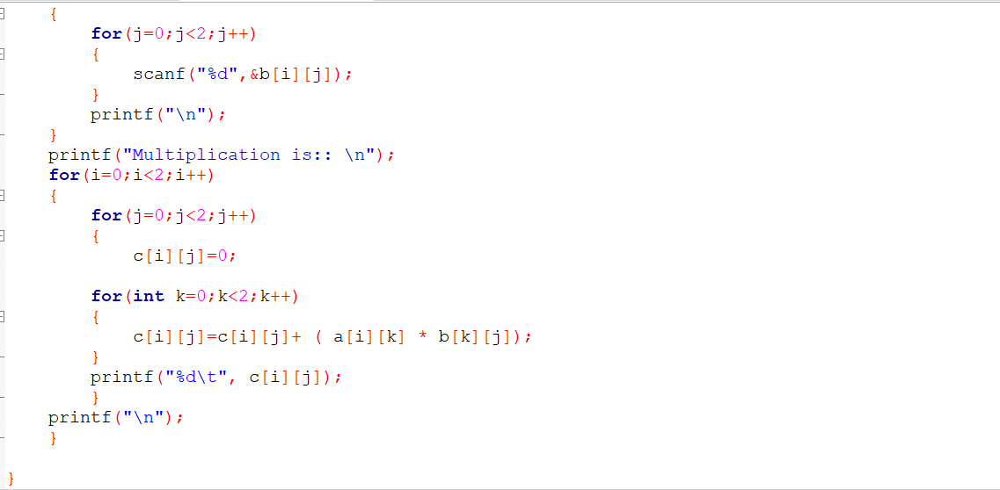 {
for(j=0;j<2;j++)
{
scanf("%d",&b[i][j]);
}
printf("\n");
}
printf("Multiplication is:: \n");
for(i=0;i<2;i++)
{
for(j=0;j<2;j++)
{
c[i][j]=0;
for(int k=0;k<2;k++)
{
c[i][j]=c[i][j]+ ( a[i][k] * b[k][j]);
}
printf("%d\t", c[i][j]);
}
printf("\n");
}
}